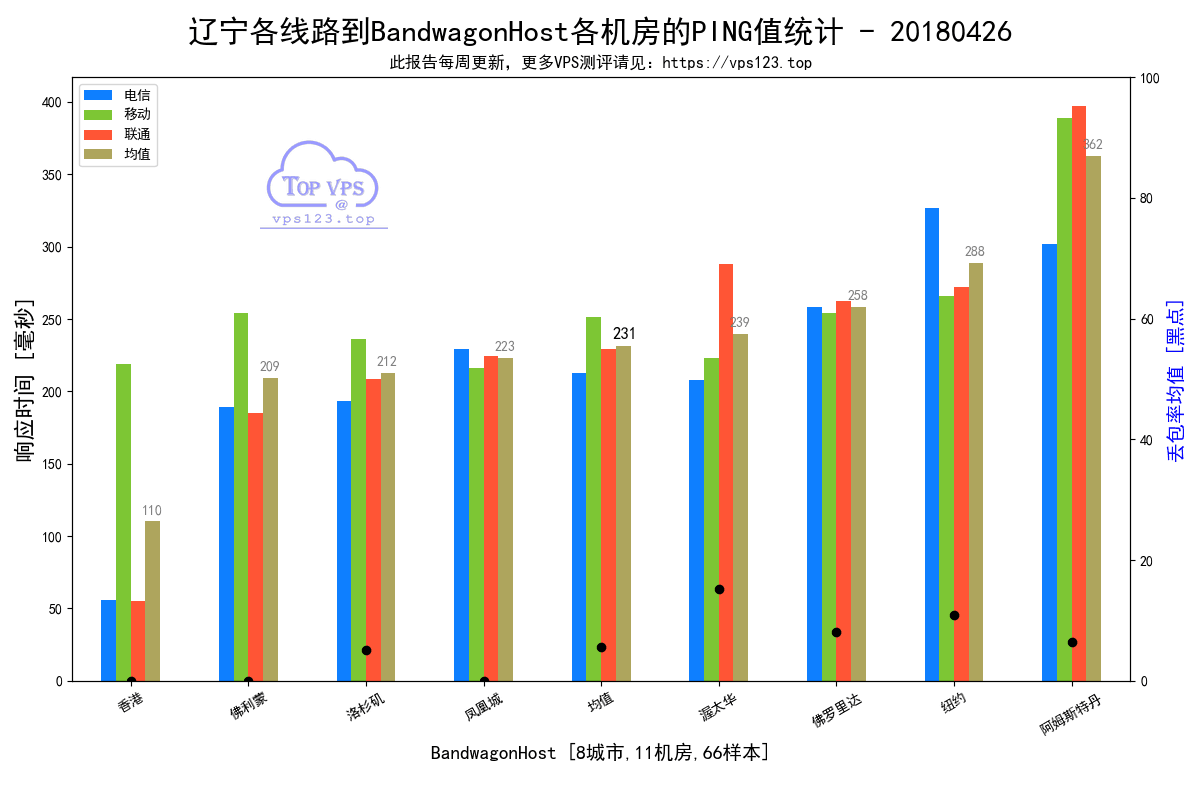 辽宁各线路到BandwagonHost各机房的PING值统计 - 20180426
此报告每周更新，更多VPS测评请见：https://vps123.top
电信
移动
联通
均值
TOP VPS
@
vps123.top
响应时间 [毫秒]
400
350
300
250
200
150
100
50
0
110
209
212
223
231
239
258
288
362
100
80
60
40
20
0
丢包率均值 [黑点]
香港
佛利蒙
洛杉矶
凤凰城
均值
渥太华
佛罗里达
纽约
阿姆斯特丹
BandwagonHost [8城市,11机房,66样本]